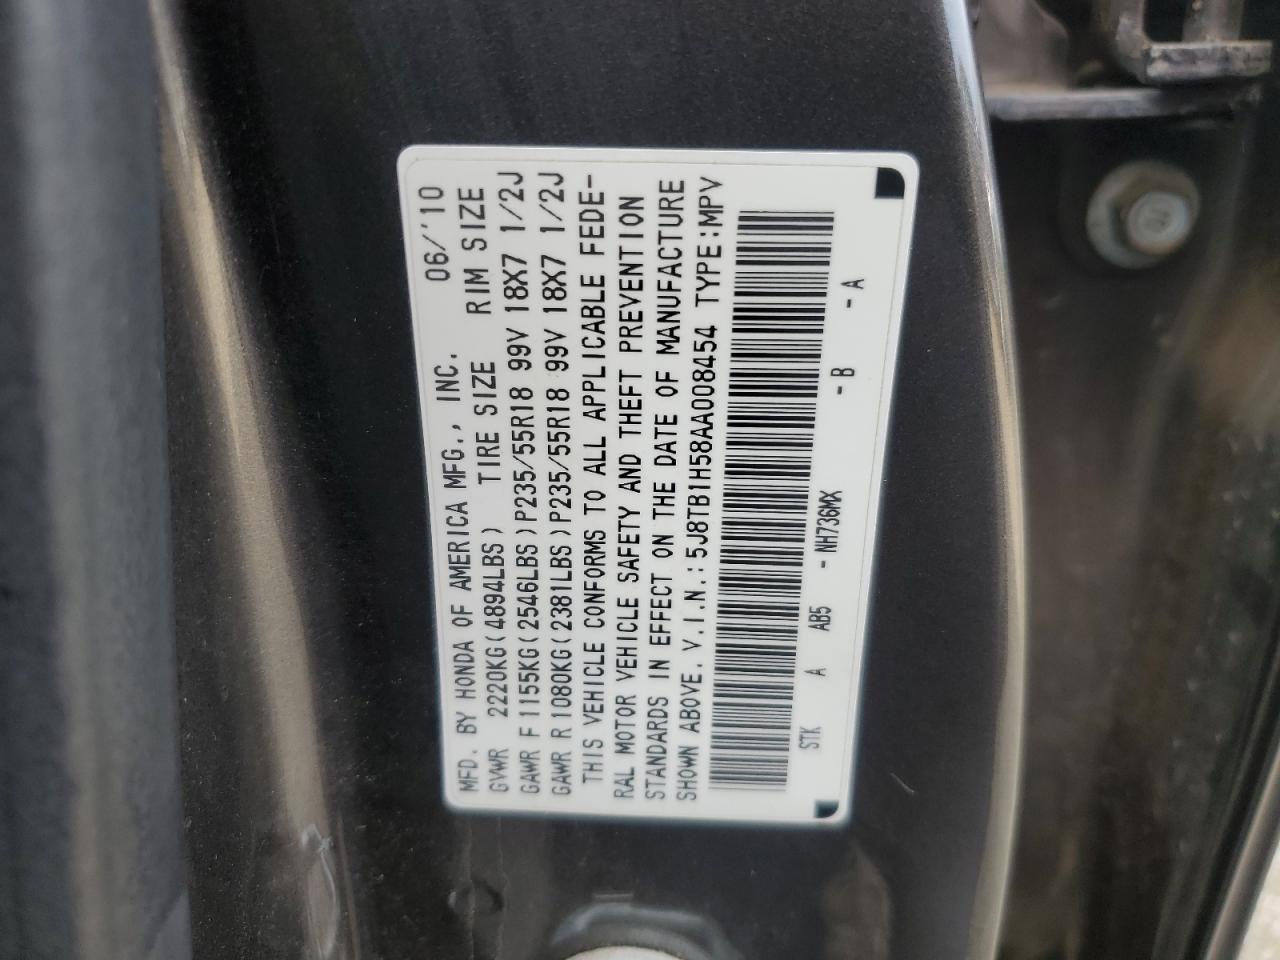 MFD. BY HONDA OF AMERICA MFG., INC. 06/'10
GVWR 2220KG(4894LBS) TIRE SIZE RIM SIZE
GAWR F 1155KG(2546LBS)P235/55R18 99V 18X7 1/2J
GAWR R 1080KG(2381LBS)P235/55R18 99V 18X7 1/2J
THIS VEHICLE CONFORMS TO ALL APPLICABLE FEDE-
RAL MOTOR VEHICLE SAFETY AND THEFT PREVENTION
STANDARDS IN EFFECT ON THE DATE OF MANUFACTURE
SHOWN ABOVE. V.I.N.:5J8TB1H58AA008454 TYPE:MPV
STK A AB5 - NH736MX - B - A